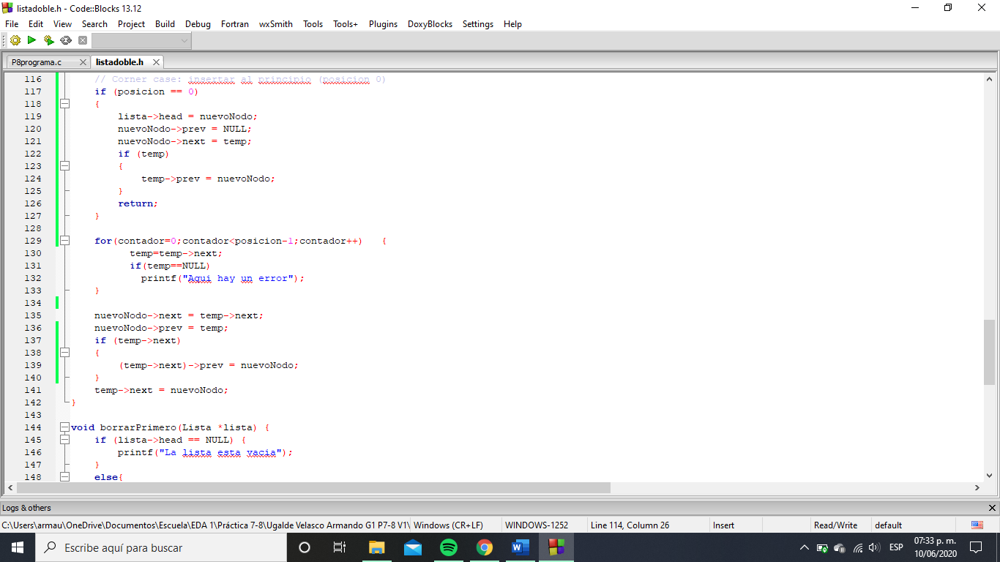 listadoble.h - Code::Blocks 13.12
File Edit View Search Project Build Debug Fortran wxSmith Tools Tools+ Plugins DoxyBlocks Settings Help
P8programa.c listadoble.h
116 // Corner case: insertar al principio (posicion 0)
117 if (posicion == 0)
118 {
119 lista->head = nuevoNodo;
120 nuevoNodo->prev = NULL;
121 nuevoNodo->next = temp;
122 if (temp)
123 {
124 temp->prev = nuevoNodo;
125 }
126 return;
127 }
128
129 for(contador=0;contador<posicion-1;contador++) {
130 temp=temp->next;
131 if(temp==NULL)
132 printf("Aqui hay un error");
133 }
134
135 nuevoNodo->next = temp->next;
136 nuevoNodo->prev = temp;
137 if (temp->next)
138 {
139 (temp->next)->prev = nuevoNodo;
140 }
141 temp->next = nuevoNodo;
142 }
143
144 void borrarPrimero(Lista *lista) {
145 if (lista->head == NULL) {
146 printf("La lista esta vacia");
147 }
148 else{
Logs & others
C:\Users\armau\OneDrive\Documentos\Escuela\EDA 1\Práctica 7-8\Ugalde Velasco Armando G1 P7-8 V1\ Windows (CR+LF) WINDOWS-1252 Line 114, Column 26 Insert Read/Write default
Escribe aquí para buscar
ESP
07:33 p. m.
10/06/2020